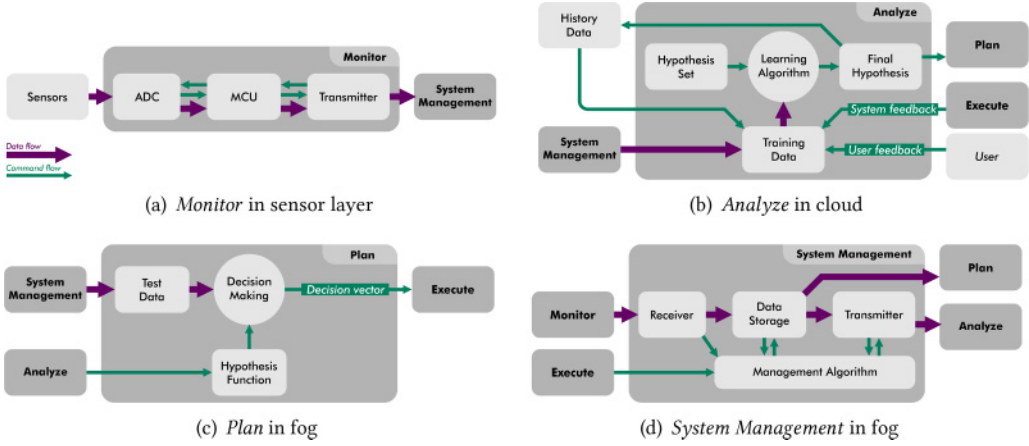 Monitor
Sensors
ADC
MCU
Transmitter
System
Management
Data flow
Command flow
(a) Monitor in sensor layer
History
Data
Analyze
Hypothesis
Set
Learning
Algorithm
Final
Hypothesis
Plan
System feedback
Execute
System
Management
Training
Data
User feedback
User
(b) Analyze in cloud
Plan
System
Management
Test
Data
Decision
Making
Decision vector
Execute
Analyze
Hypothesis
Function
(c) Plan in fog
System Management
Plan
Monitor
Receiver
Data
Storage
Transmitter
Analyze
Execute
Management Algorithm
(d) System Management in fog